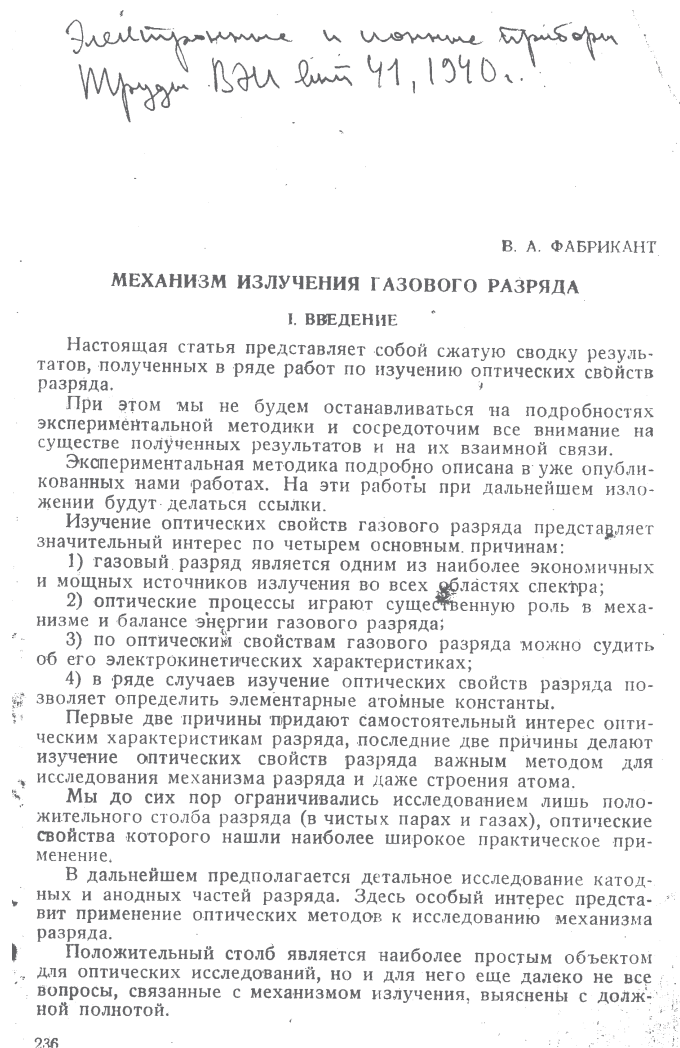 Электронные и ионные приборы
Труды ВЭИ вып 41, 1940 г.
В. А. ФАБРИКАНТ
МЕХАНИЗМ ИЗЛУЧЕНИЯ ГАЗОВОГО РАЗРЯДА
I. ВВЕДЕНИЕ
Настоящая статья представляет собой сжатую сводку резуль-
татов, полученных в ряде работ по изучению оптических свойств
разряда.
При этом мы не будем останавливаться на подробностях
экспериментальной методики и сосредоточим все внимание на
существе полученных результатов и на их взаимной связи.
Экспериментальная методика подробно описана в уже опубли-
кованных нами работах. На эти работы при дальнейшем изло-
жении будут делаться ссылки.
Изучение оптических свойств газового разряда представляет
значительный интерес по четырем основным причинам:
1) газовый разряд является одним из наиболее экономичных
и мощных источников излучения во всех областях спектра;
2) оптические процессы играют существенную роль в меха-
низме и балансе энергии газового разряда;
3) по оптическим свойствам газового разряда можно судить
об его электрокинетических характеристиках;
4) в ряде случаев изучение оптических свойств разряда по-
зволяет определить элементарные атомные константы.
Первые две причины придают самостоятельный интерес опти-
ческим характеристикам разряда, последние две причины делают
изучение оптических свойств разряда важным методом для
исследования механизма разряда и даже строения атома.
Мы до сих пор ограничивались исследованием лишь поло-
жительного столба разряда (в чистых парах и газах), оптические
свойства которого нашли наиболее широкое практическое при-
менение.
В дальнейшем предполагается детальное исследование катод-
ных и анодных частей разряда. Здесь особый интерес предста-
вит применение оптических методов к исследованию механизма
разряда.
Положительный столб является наиболее простым объектом
для оптических исследований, но и для него еще далеко не все
вопросы, связанные с механизмом излучения, выяснены с долж-
ной полнотой.
236